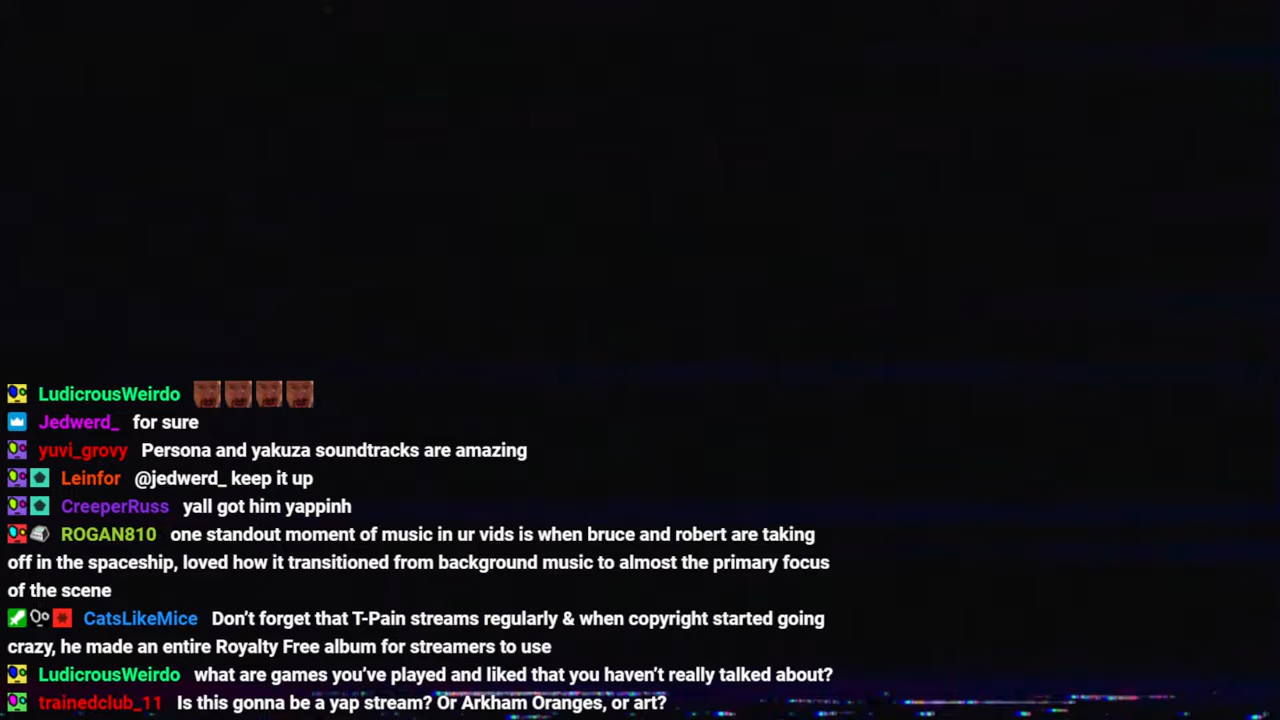 LudicrousWeirdo
Jedwerd_ for sure
yuvi_grovy Persona and yakuza soundtracks are amazing
Leinfor @jedwerd_ keep it up
CreeperRuss yall got him yappinh
ROGAN810 one standout moment of music in ur vids is when bruce and robert are taking
off in the spaceship, loved how it transitioned from background music to almost the primary focus
of the scene
CatsLikeMice Don’t forget that T-Pain streams regularly & when copyright started going
crazy, he made an entire Royalty Free album for streamers to use
LudicrousWeirdo what are games you’ve played and liked that you haven’t really talked about?
trainedclub_11 Is this gonna be a yap stream? Or Arkham Oranges, or art?